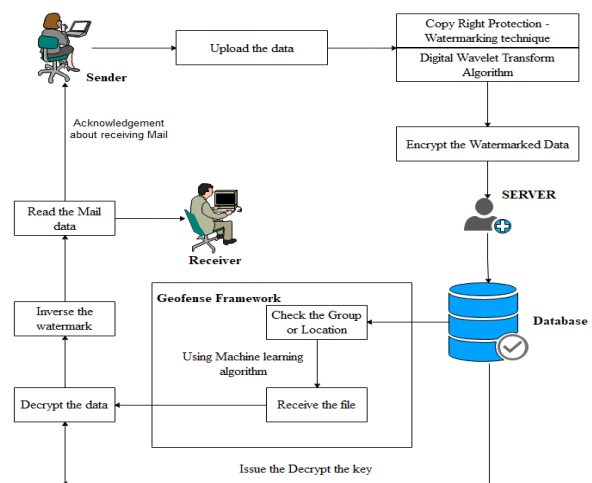 Copy Right Protection -
Watermarking technique
Digital Wavelet Transform
Algorithm
Upload the data
Sender
Acknowledgement
about receiving Mail
Encrypt the Watermarked Data
SERVER
Read the Mail
data
Receiver
Geofense Framework
Check the Group
or Location
Database
Inverse the
watermark
Using Machine learning
algorithm
Decrypt the data
Receive the file
Issue the Decrypt the key